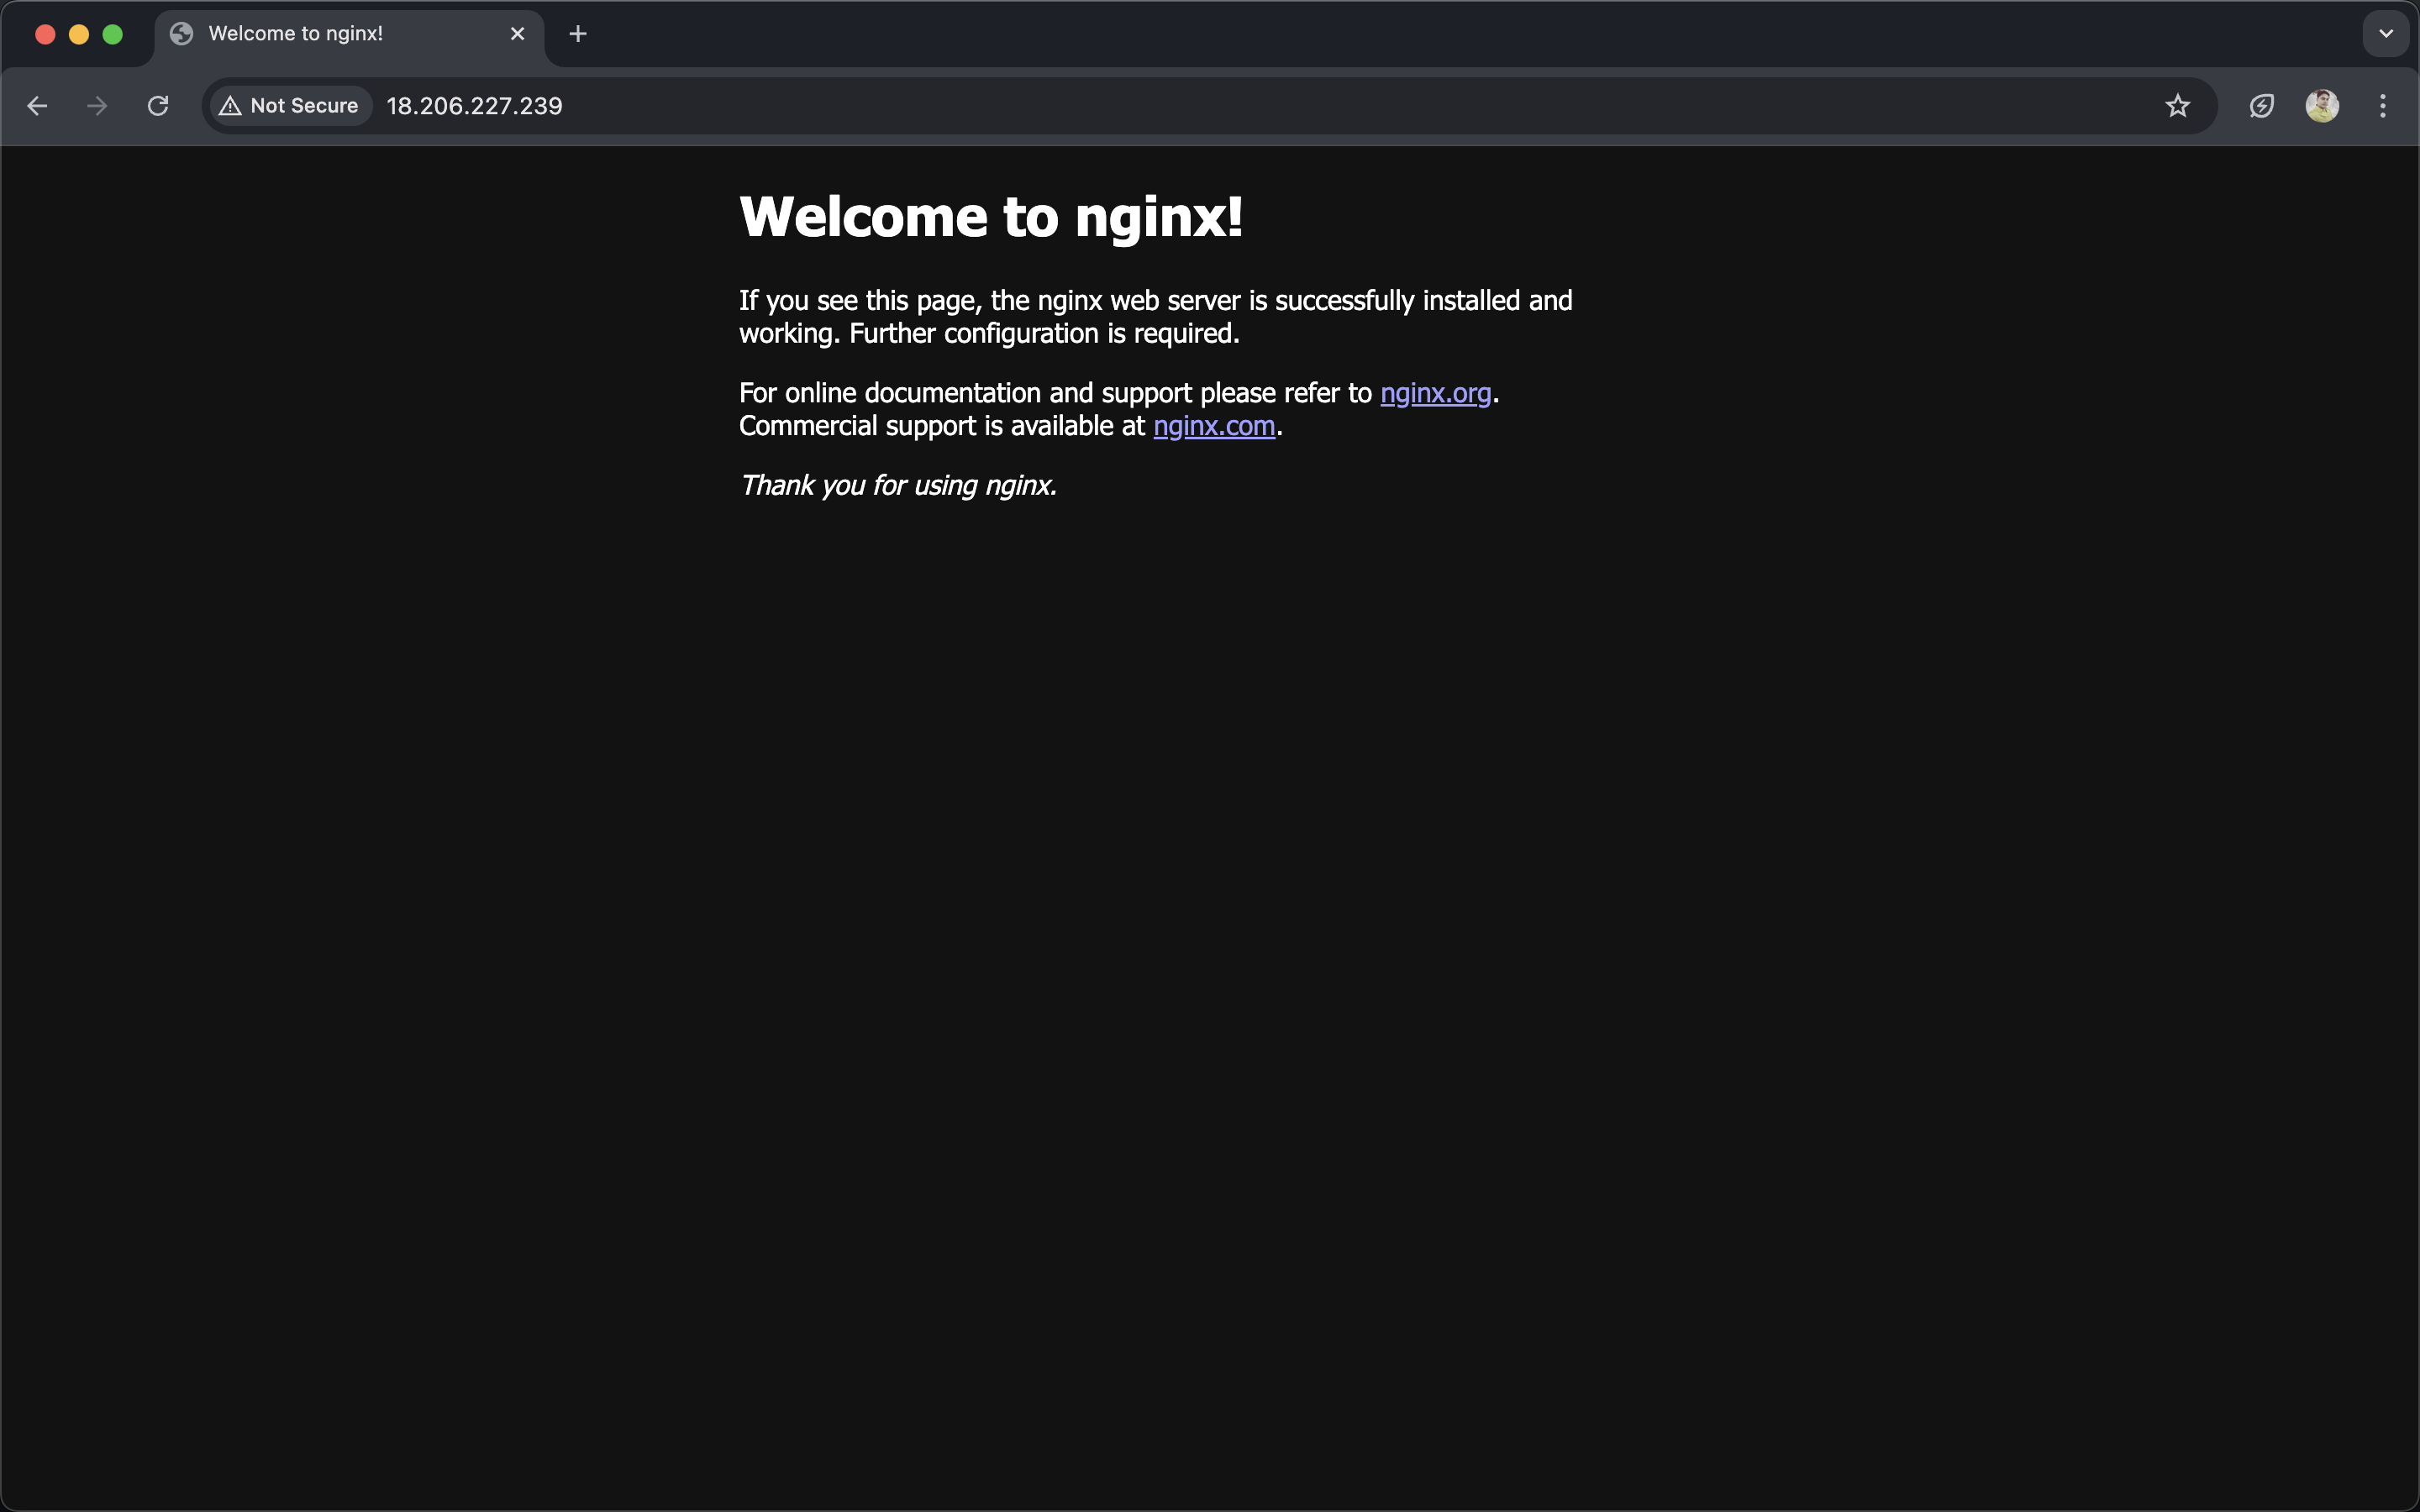 Welcome to nginx!
Not Secure 18.206.227.239
Welcome to nginx!
If you see this page, the nginx web server is successfully installed and
working. Further configuration is required.
For online documentation and support please refer to nginx.org.
Commercial support is available at nginx.com.
Thank you for using nginx.